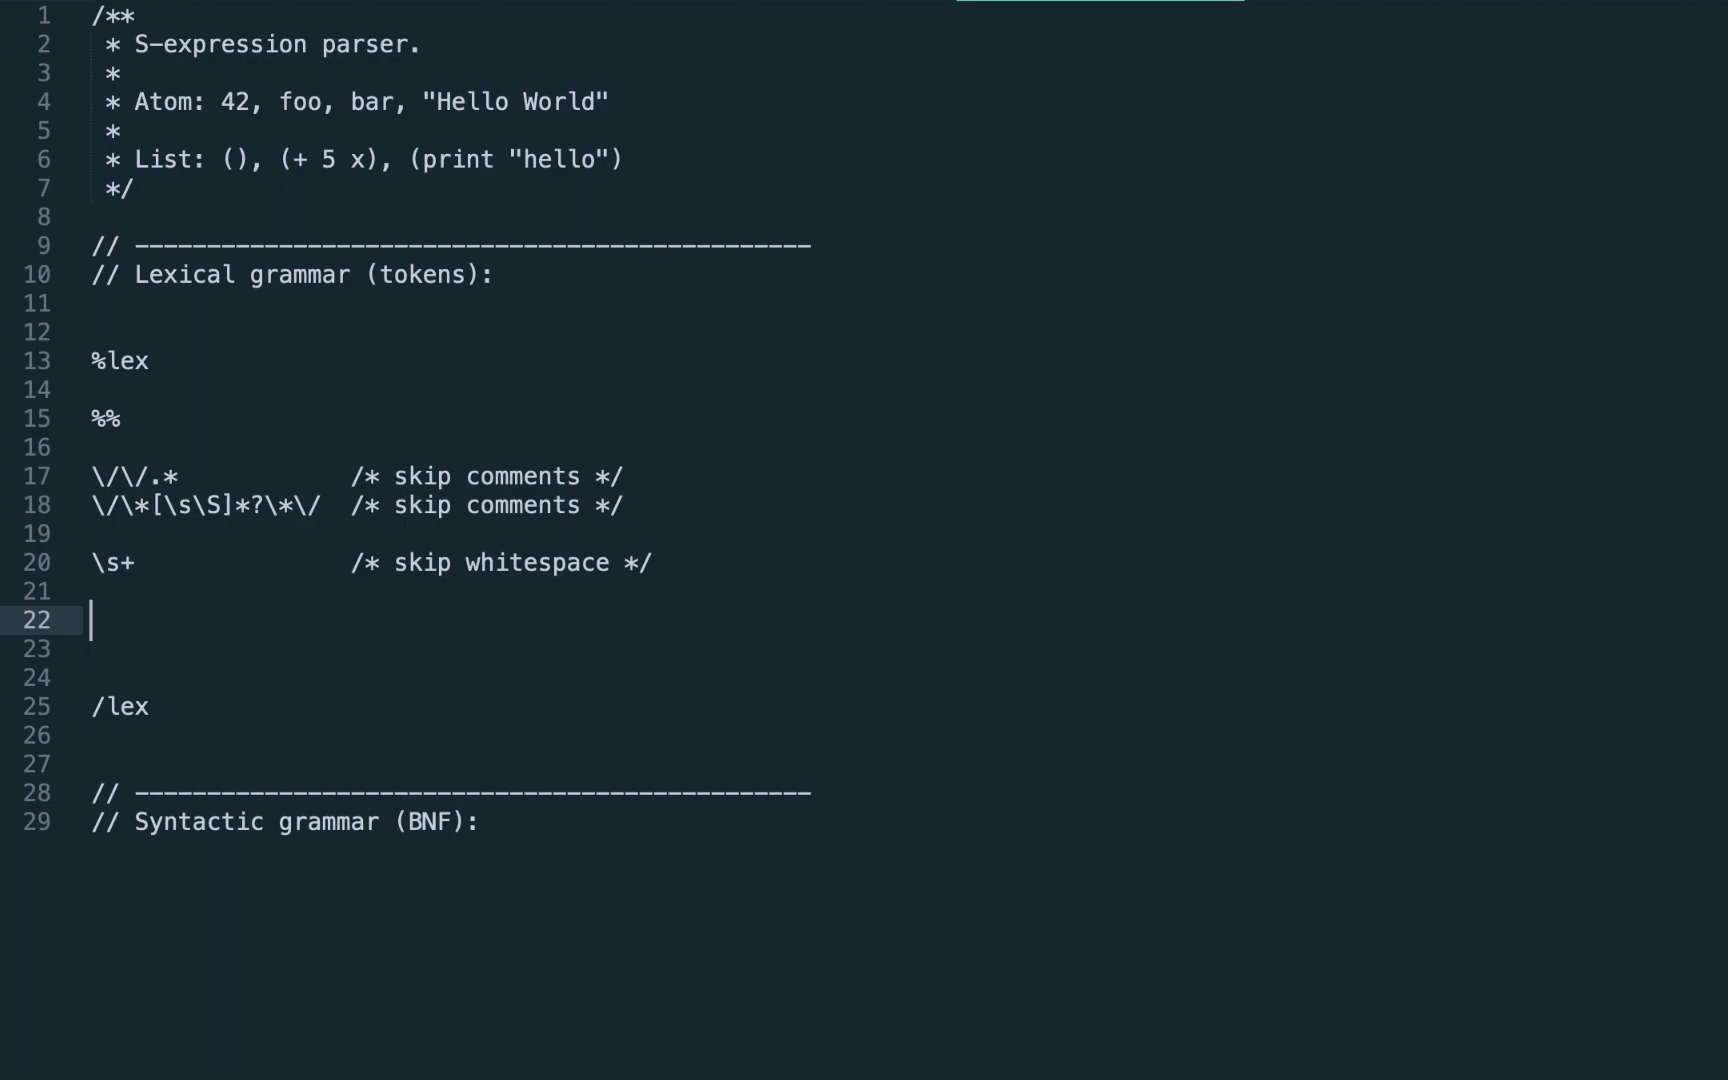 1 /**
2 * S-expression parser.
3 *
4 * Atom: 42, foo, bar, "Hello World"
5 *
6 * List: (), (+ 5 x), (print "hello")
7 */
8
9 // -----------------------------------------------
10 // Lexical grammar (tokens):
11
12
13 %lex
14
15 %%
16
17 \/\/.* /* skip comments */
18 \/\*[\s\S]*?\*\/ /* skip comments */
19
20 \s+ /* skip whitespace */
21
22
23
24
25 /lex
26
27
28 // -----------------------------------------------
29 // Syntactic grammar (BNF):